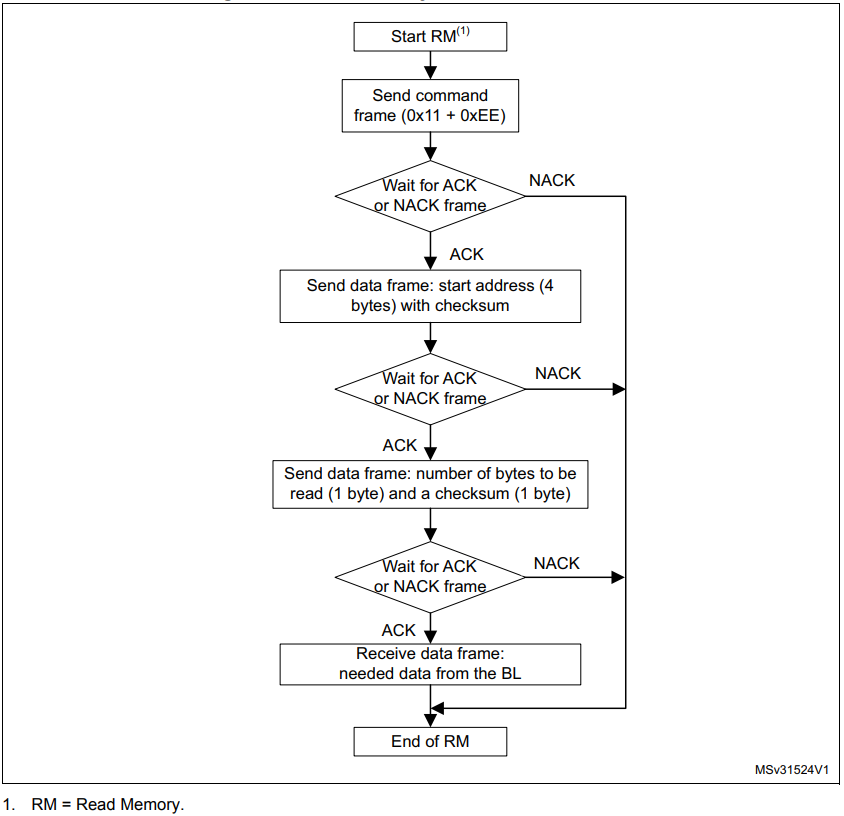 Start RM(1)
Send command
frame (0x11 + 0xEE)
Wait for ACK
or NACK frame
NACK
ACK
Send data frame: start address (4
bytes) with checksum
Wait for ACK
or NACK frame
NACK
ACK
Send data frame: number of bytes to be
read (1 byte) and a checksum (1 byte)
Wait for ACK
or NACK frame
NACK
ACK
Receive data frame:
needed data from the BL
End of RM
MSv31524V1
1. RM = Read Memory.